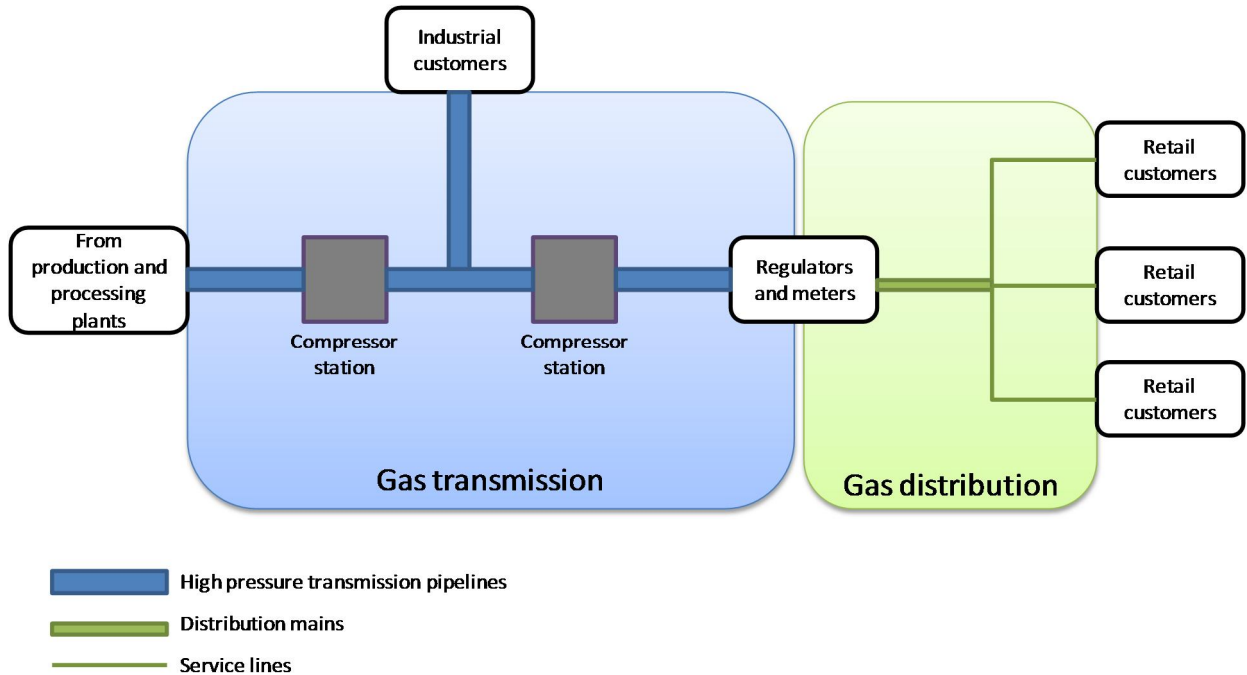 Industrial
customers
From
production and
processing
plants
Compressor
station
Compressor
station
Regulators
and meters
Retail
customers
Retail
customers
Retail
customers
Gas transmission
Gas distribution
High pressure transmission pipelines
Distribution mains
Service lines